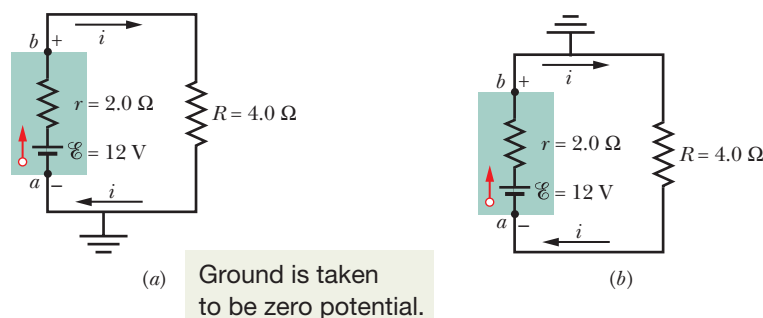 b
+
i
r = 2.0 Ω
R = 4.0 Ω
ℰ = 12 V
a
–
i
(a)
Ground is taken
to be zero potential.
b
+
i
r = 2.0 Ω
R = 4.0 Ω
ℰ = 12 V
a
–
i
(b)